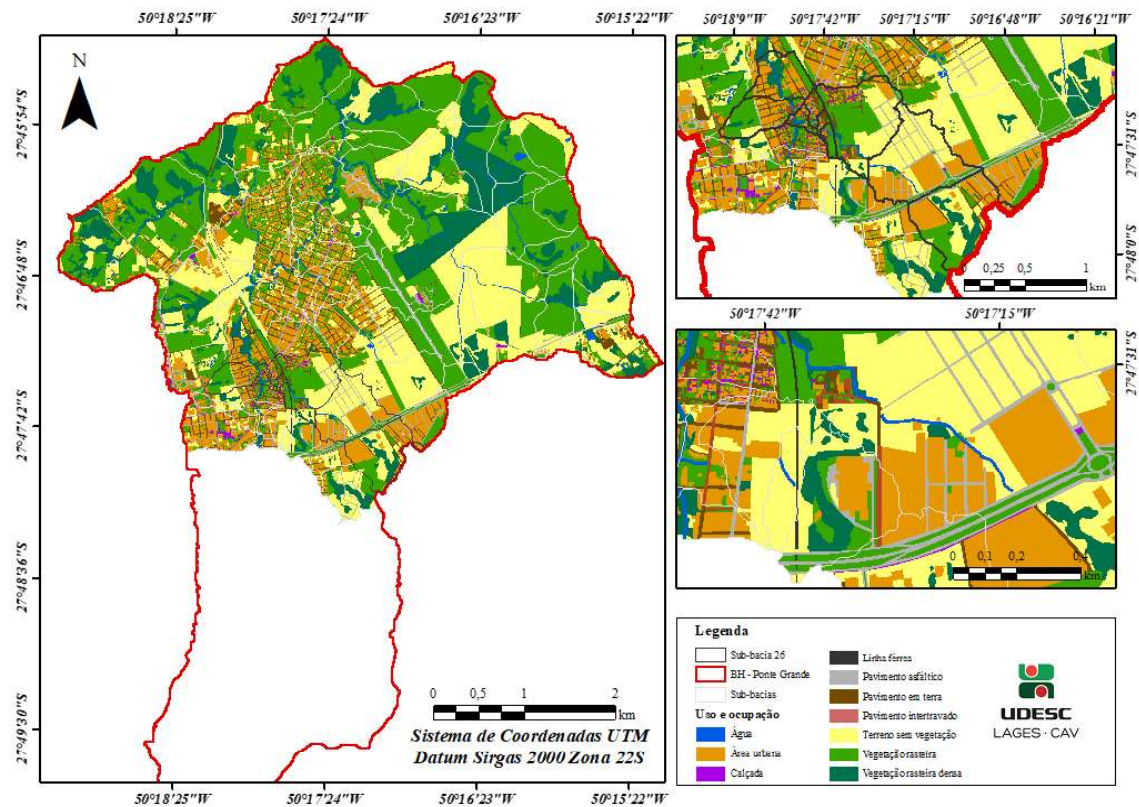 50°18'25"W 50°17'24"W 50°16'23"W 50°15'22"W
N
27°45'54"S
27°46'48"S
27°47'42"S
27°48'36"S
27°49'30"S
0 0,5 1 2
km
Sistema de Coordenadas UTM
Datum Sirgas 2000 Zona 22S
50°18'25"W 50°17'24"W 50°16'23"W 50°15'22"W
50°18'9"W 50°17'42"W 50°17'15"W 50°16'48"W 50°16'21"W
27°47'31"S
27°48'0"S
0 0,25 0,5 1
km
50°17'42"W 50°17'15"W
27°47'31"S
0 0,1 0,2 0,4
km
Legenda
Sub-bacia 26
BH - Ponte Grande
Sub-bacias
Uso e ocupação
Água
Área urbana
Calçada
Linha férrea
Pavimento asfáltico
Pavimento em terra
Pavimento intertravado
Terreno sem vegetação
Vegetação rasteira
Vegetação rasteira densa
UDESC
LAGES · CAV